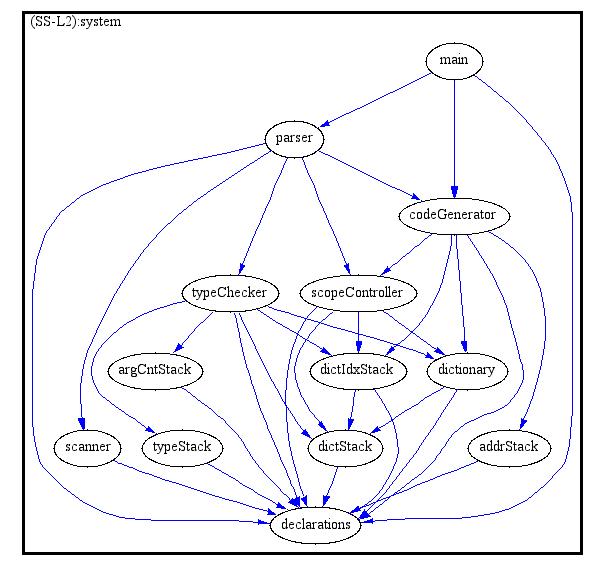 (SS-L2):system
main
parser
codeGenerator
typeChecker
scopeController
argCntStack
dictIdxStack
dictionary
scanner
typeStack
dictStack
addrStack
declarations